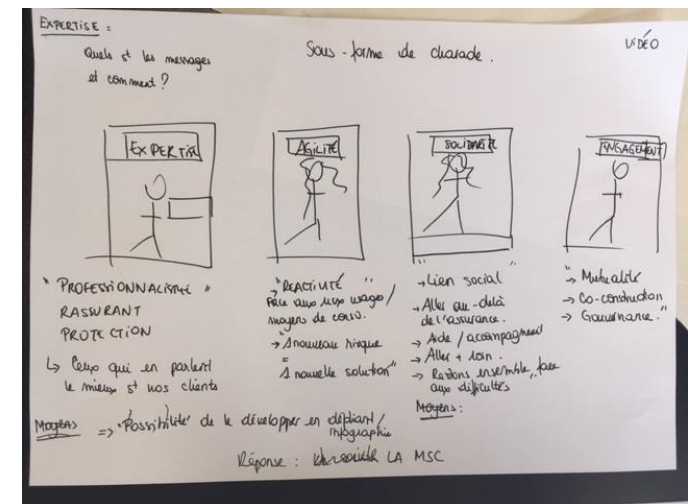 EXPERTISE :
Quels st les messages
et comment ?
Sous - forme de charade .
VIDÉO
EXPERTISE
AGILITÉ
SOLIDARITÉ
ENGAGEMENT
" PROFESSIONNALISME "
RASSURANT
PROTECTION
↳ Ceux qui en parlent
le mieux st nos clients
→ "RÉACTIVITÉ "
Face aux usages /
moyens de conso.
→ 1 nouveau risque
=
1 nouvelle solution"
"
→ Lien social "
→ Aller au-delà
de l'assurance.
→ Aide / accompagnement
→ Aller + loin .
→ Restons ensemble, face
aux difficultés
" → Mutualité
→ Co-construction
→ Gouvernance. "
Moyens :
Moyens => Possibilité de le développer en dépliant /
infographie
Réponse : LA MSC